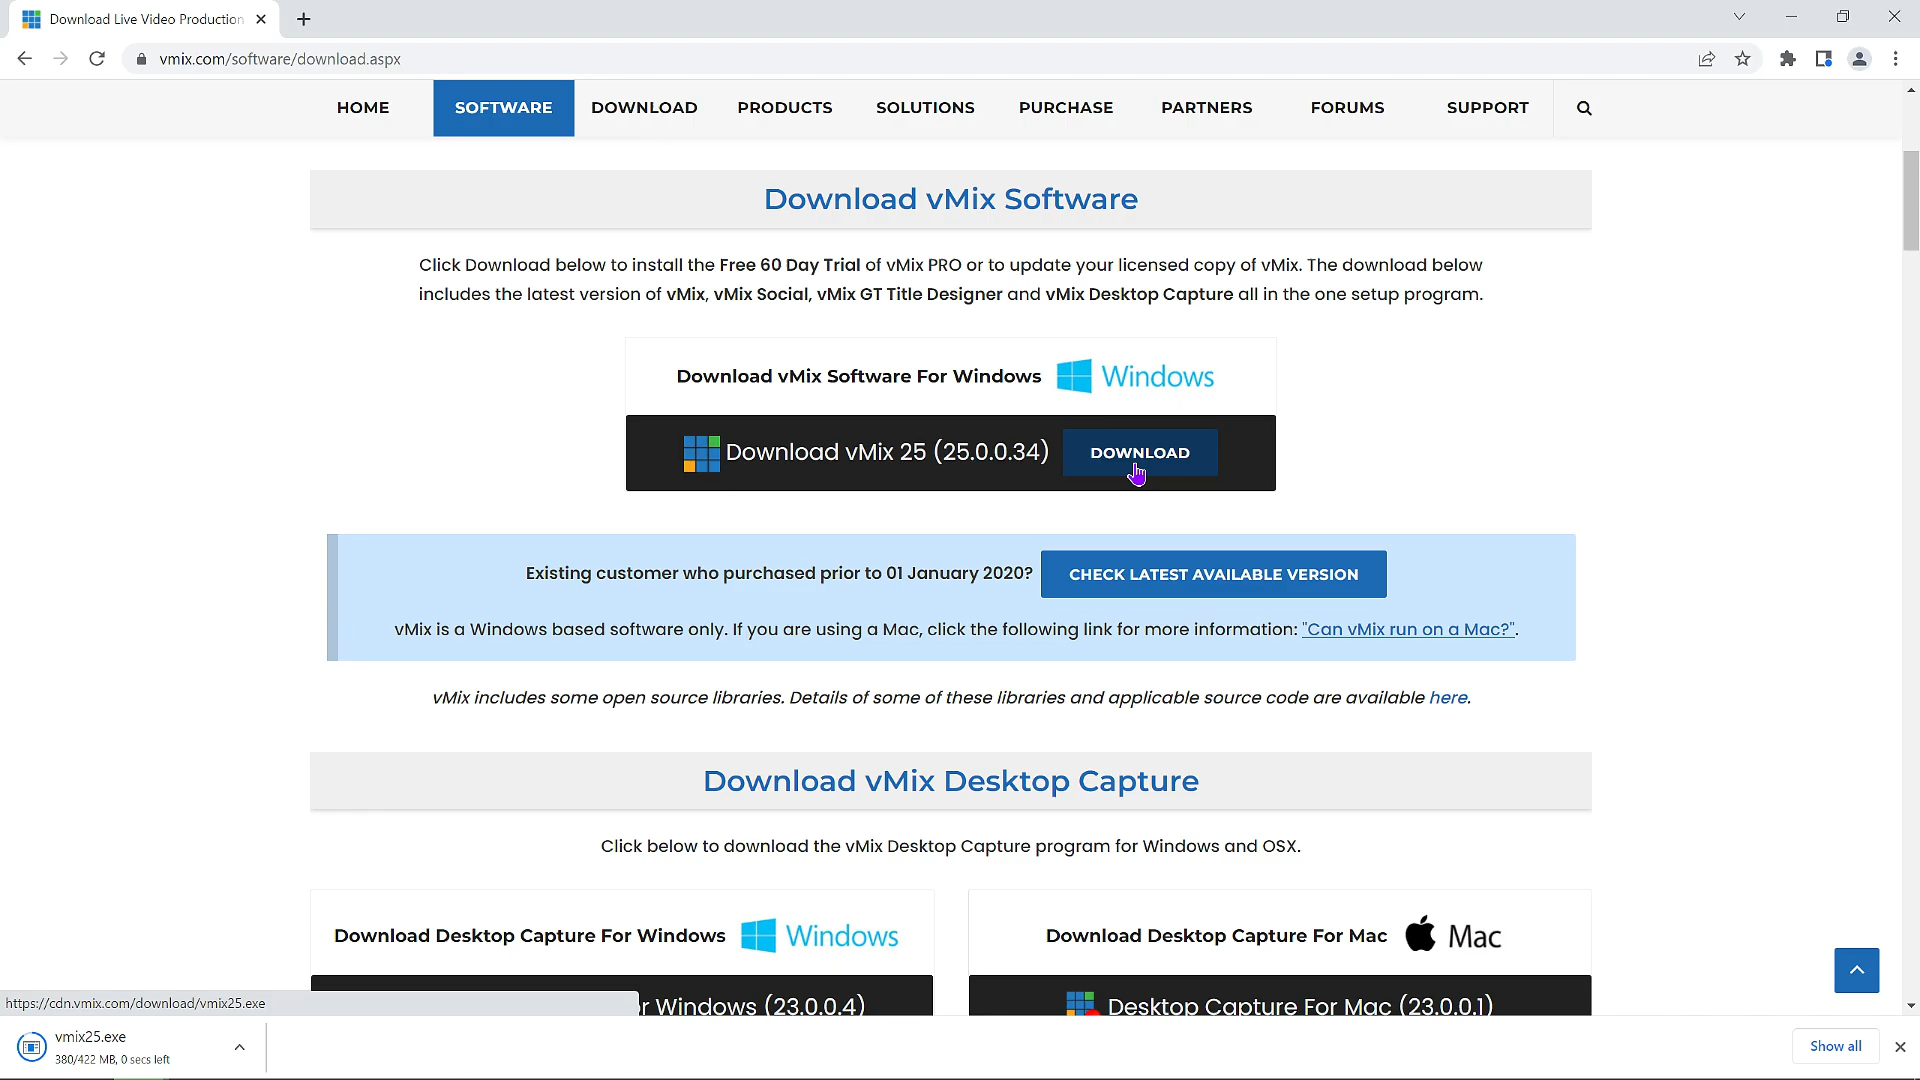 Download Live Video Production
vmix.com/software/download.aspx
HOME
SOFTWARE
DOWNLOAD
PRODUCTS
SOLUTIONS
PURCHASE
PARTNERS
FORUMS
SUPPORT
Download vMix Software
Click Download below to install the Free 60 Day Trial of vMix PRO or to update your licensed copy of vMix. The download below
includes the latest version of vMix, vMix Social, vMix GT Title Designer and vMix Desktop Capture all in the one setup program.
Download vMix Software For Windows
Windows
Download vMix 25 (25.0.0.34)
DOWNLOAD
Existing customer who purchased prior to 01 January 2020?
CHECK LATEST AVAILABLE VERSION
vMix is a Windows based software only. If you are using a Mac, click the following link for more information: "Can vMix run on a Mac?".
vMix includes some open source libraries. Details of some of these libraries and applicable source code are available here.
Download vMix Desktop Capture
Click below to download the vMix Desktop Capture program for Windows and OSX.
Download Desktop Capture For Windows
Windows
Download Desktop Capture For Mac
Mac
Windows (23.0.0.4)
Desktop Capture For Mac (23.0.0.1)
https://cdn.vmix.com/download/vmix25.exe
vmix25.exe
380/422 MB, 0 secs left
Show all